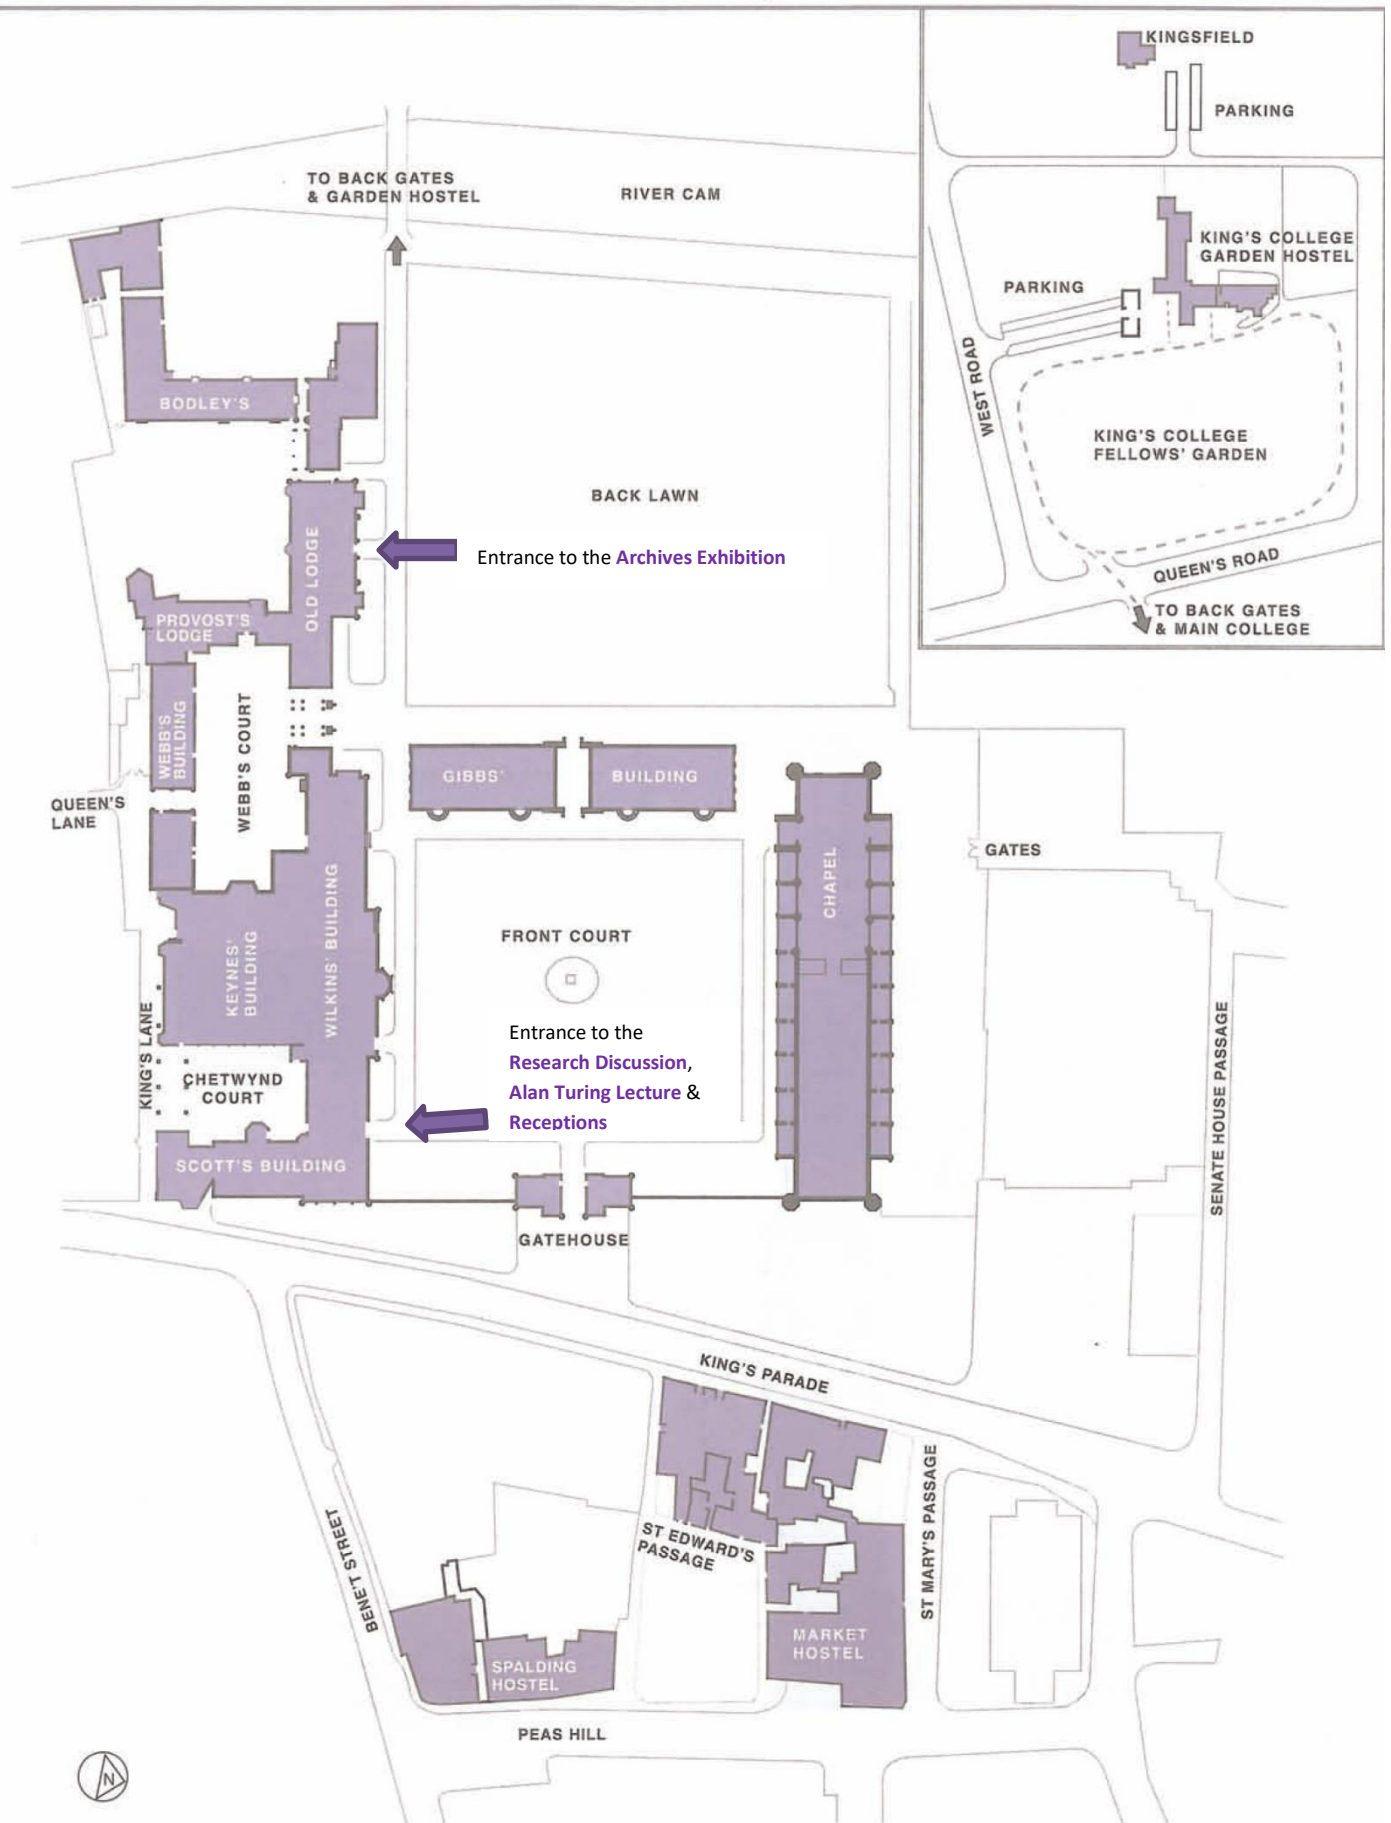 KINGSFIELD
PARKING
TO BACK GATES
& GARDEN HOSTEL
RIVER CAM
KING'S COLLEGE
GARDEN HOSTEL
PARKING
WEST ROAD
KING'S COLLEGE
FELLOWS' GARDEN
QUEEN'S ROAD
TO BACK GATES
& MAIN COLLEGE
BODLEY'S
BACK LAWN
OLD LODGE
Entrance to the Archives Exhibition
PROVOST'S
LODGE
WEBB'S
BUILDING
WEBB'S COURT
QUEEN'S
LANE
GIBBS'
BUILDING
CHAPEL
GATES
WILKINS' BUILDING
KEYNES'
BUILDING
FRONT COURT
Entrance to the
Research Discussion,
Alan Turing Lecture &
Receptions
KING'S LANE
CHETWYND
COURT
SCOTT'S BUILDING
SENATE HOUSE PASSAGE
GATEHOUSE
KING'S PARADE
ST MARY'S PASSAGE
ST EDWARD'S
PASSAGE
BENE'T STREET
MARKET
HOSTEL
SPALDING
HOSTEL
PEAS HILL
N